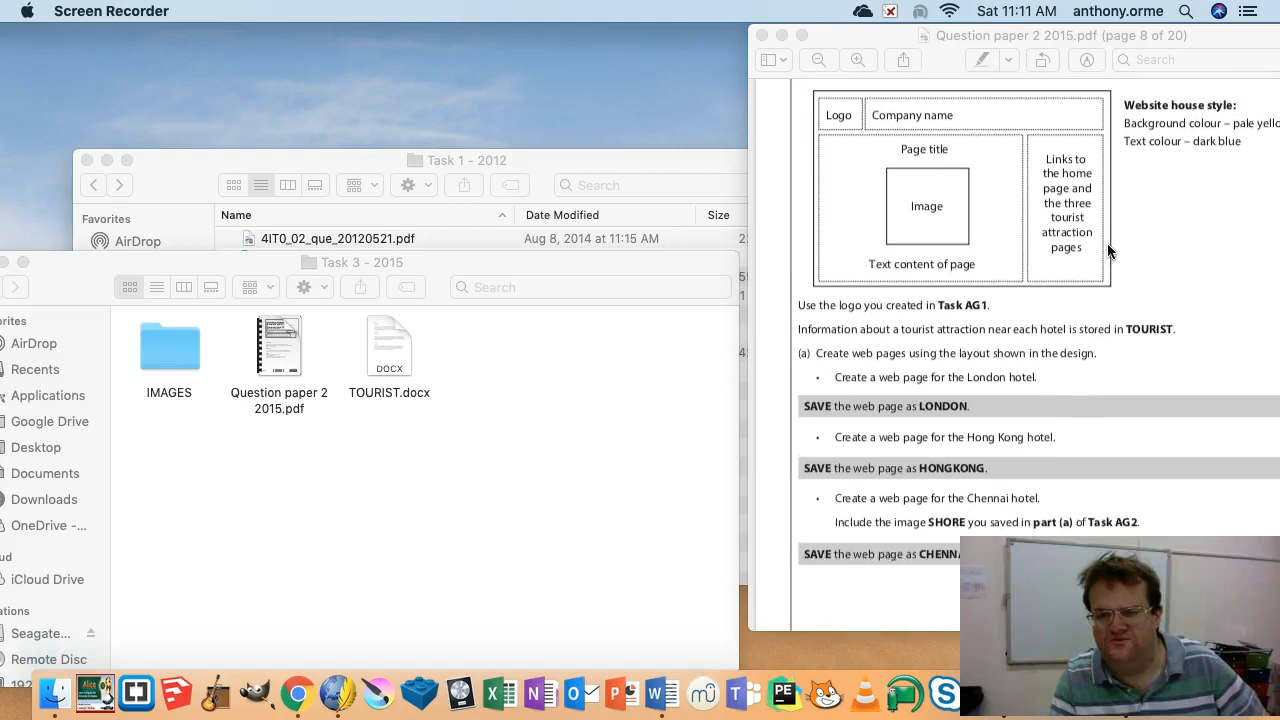 Screen Recorder
Sat 11:11 AM
anthony.orme
Question paper 2 2015.pdf (page 8 of 20)
Search
Logo
Company name
Page title
Image
Text content of page
Links to
the home
page and
the three
tourist
attraction
pages
Website house style:
Background colour – pale
Text colour – dark blue
Use the logo you created in Task AG1.
Information about a tourist attraction near each hotel is stored in TOURIST.
(a) Create web pages using the layout shown in the design.
• Create a web page for the London hotel.
SAVE the web page as LONDON.
• Create a web page for the Hong Kong hotel.
SAVE the web page as HONGKONG.
• Create a web page for the Chennai hotel.
Include the image SHORE you saved in part (a) of Task AG2.
SAVE the web page as
Task 1 - 2012
Search
Favorites
AirDrop
Name
Date Modified
Size
4IT0_02_que_20120521.pdf
Aug 8, 2014 at 11:15 AM
Task 3 - 2015
Search
AirDrop
Recents
Applications
Google Drive
Desktop
Documents
Downloads
OneDrive -...
iCloud Drive
Seagate...
Remote Disc
IMAGES
Question paper 2
2015.pdf
DOCX
TOURIST.docx